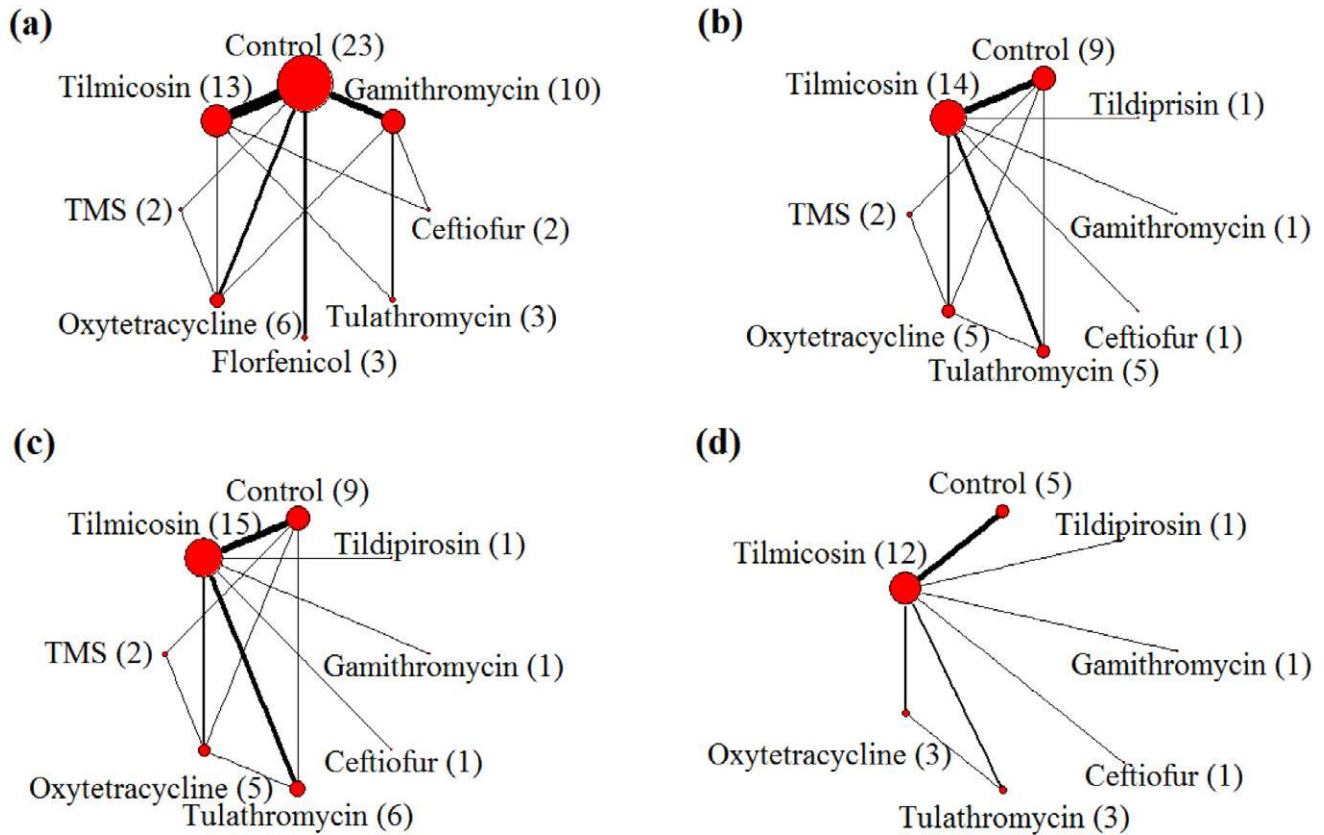 (a)
Control (23)
Tilmicosin (13)
Gamithromycin (10)
TMS (2)
Ceftiofur (2)
Oxytetracycline (6)
Tulathromycin (3)
Florfenicol (3)
(b)
Control (9)
Tilmicosin (14)
Tildiprisin (1)
TMS (2)
Gamithromycin (1)
Oxytetracycline (5)
Ceftiofur (1)
Tulathromycin (5)
(c)
Control (9)
Tilmicosin (15)
Tildipirosin (1)
TMS (2)
Gamithromycin (1)
Ceftiofur (1)
Oxytetracycline (5)
Tulathromycin (6)
(d)
Control (5)
Tildipirosin (1)
Tilmicosin (12)
Gamithromycin (1)
Oxytetracycline (3)
Ceftiofur (1)
Tulathromycin (3)